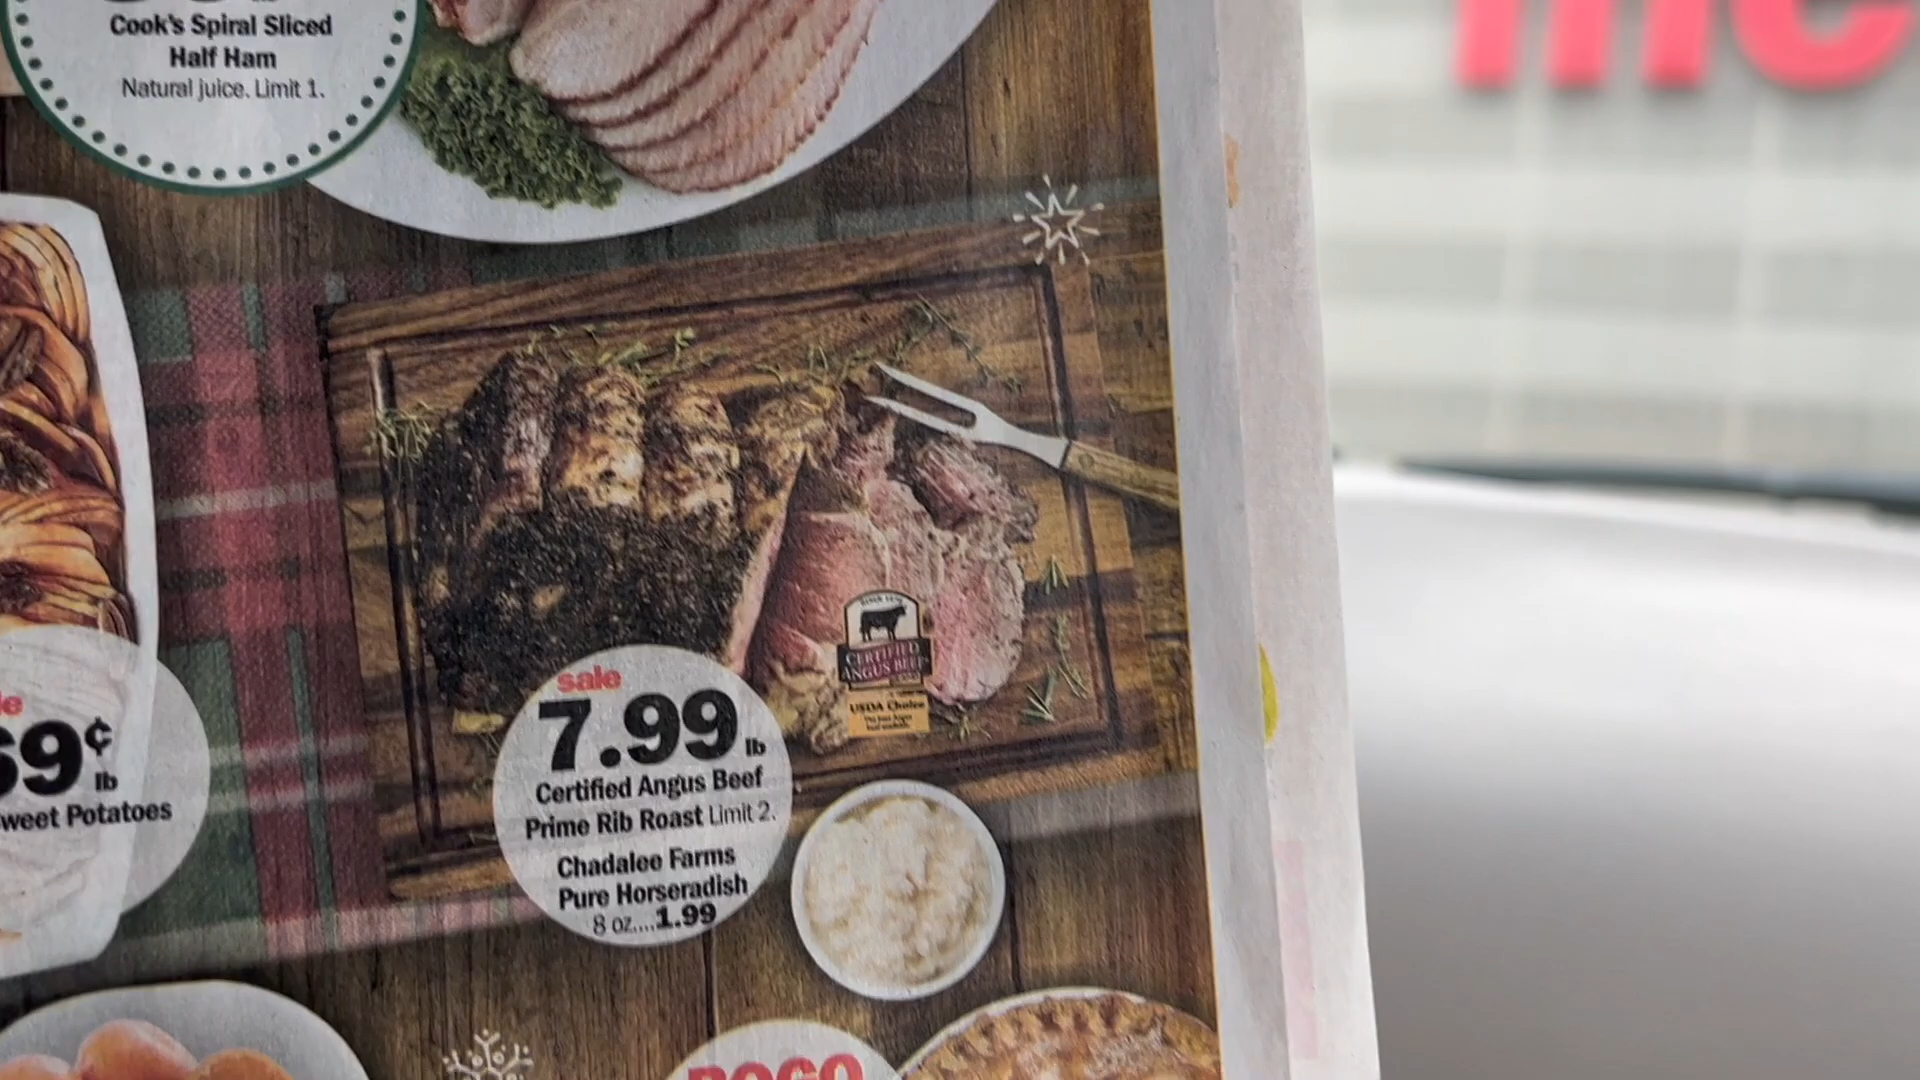 Cook's Spiral Sliced
Half Ham
Natural juice. Limit 1.
sale
7.99 lb
Certified Angus Beef
Prime Rib Roast Limit 2.
Chadalee Farms
Pure Horseradish
8 oz....1.99
CERTIFIED
ANGUS BEEF
USDA Choice
69¢
lb
weet Potatoes
BOGO